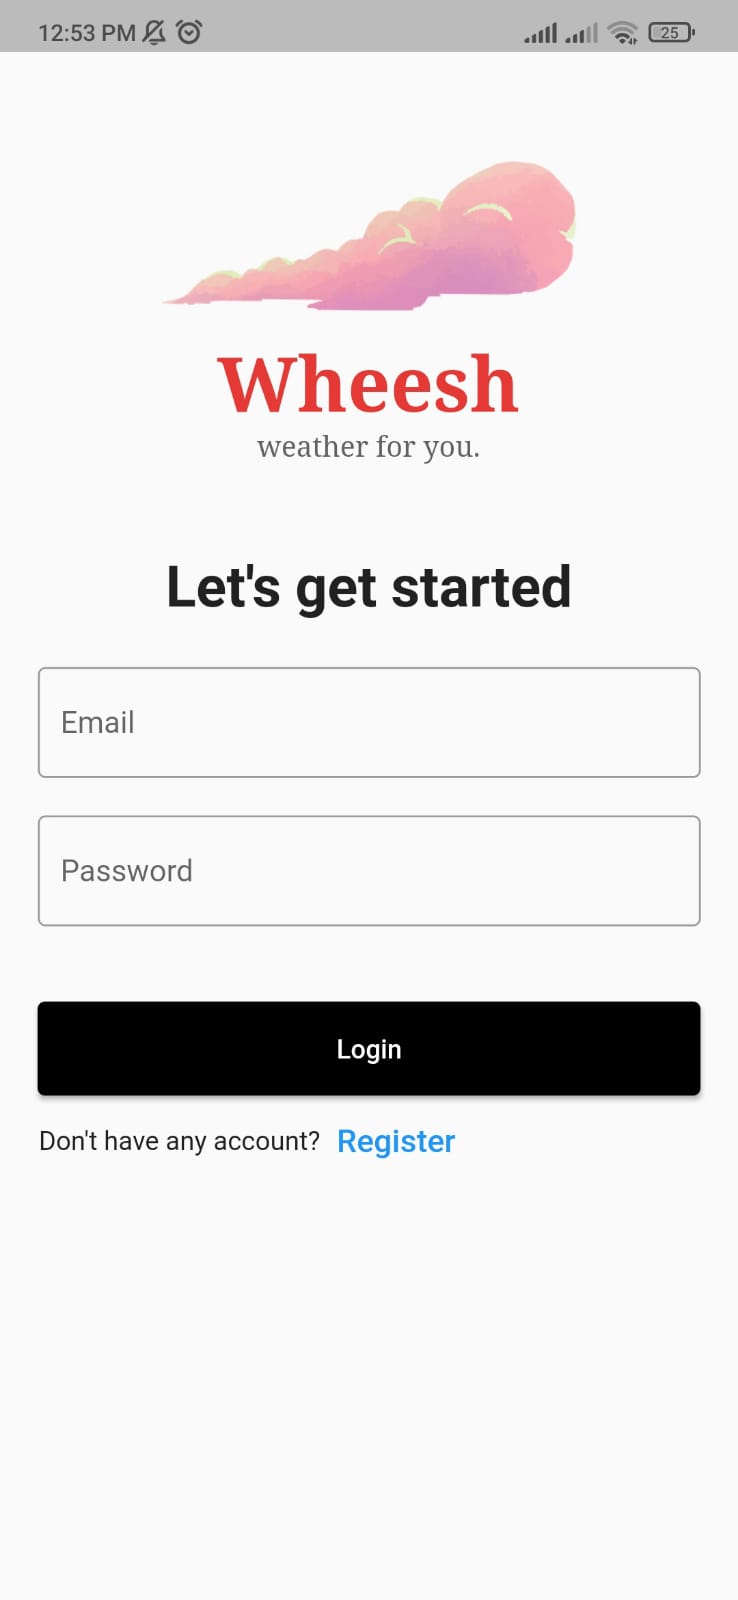 12:53 PM 25
Wheesh
weather for you.
Let's get started
Email
Password
Login
Don't have any account? Register